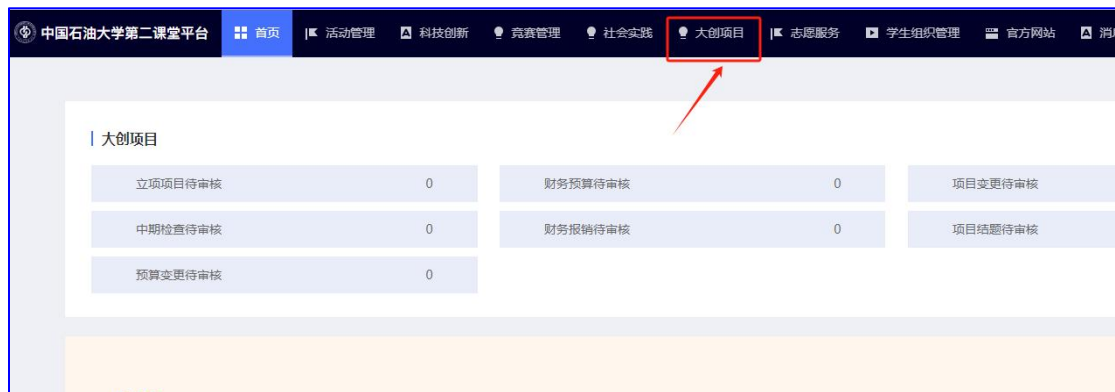 中国石油大学第二课堂平台 首页 活动管理 科技创新 竞赛管理 社会实践 大创项目 志愿服务 学生组织管理 官方网站
大创项目
立项项目待审核 0 财务预算待审核 0 项目变更待审核
中期检查待审核 0 财务报销待审核 0 项目结题待审核
预算变更待审核 0